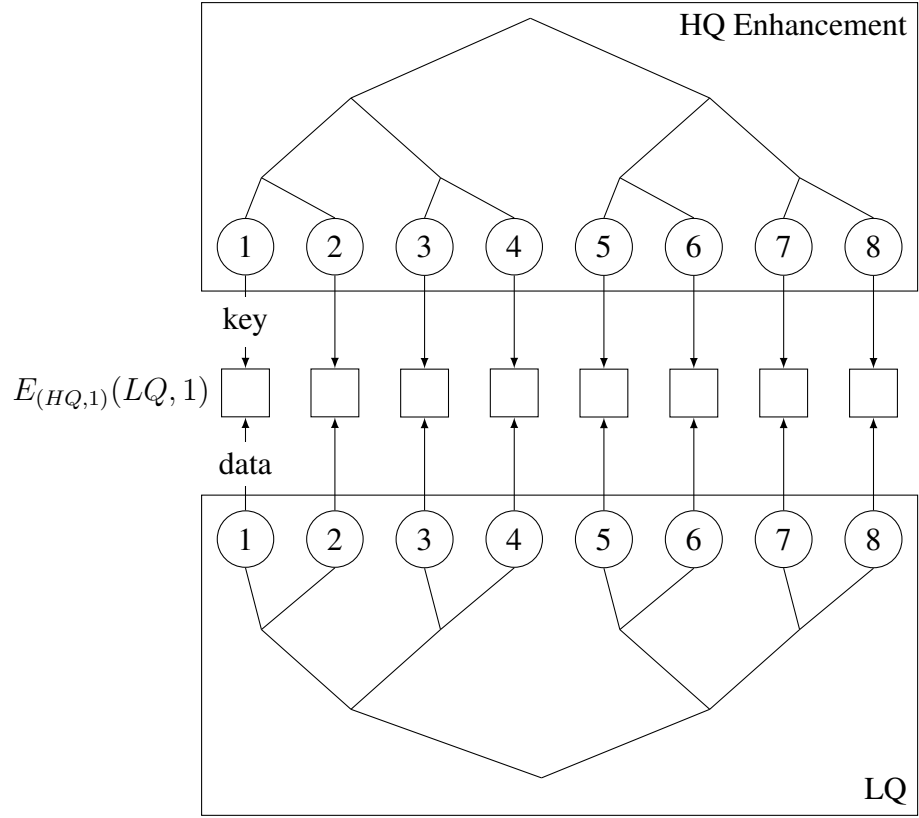 HQ Enhancement
1 2 3 4 5 6 7 8
key
E_{(HQ,1)}(LQ, 1)
data
1 2 3 4 5 6 7 8
LQ